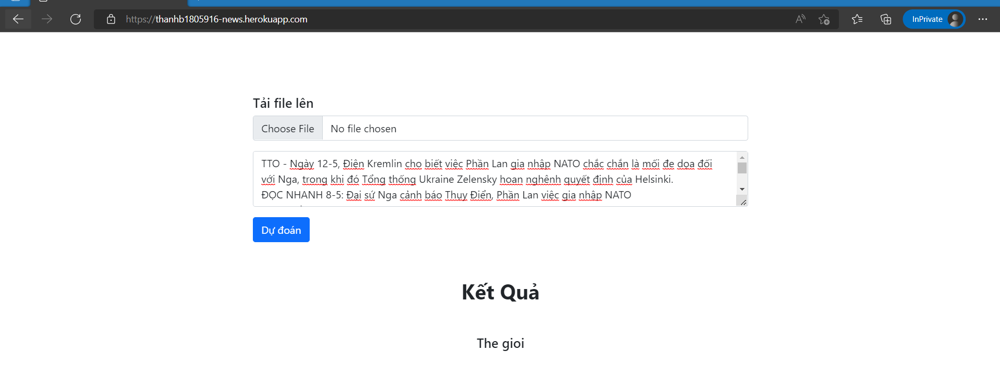 https://thanhb1805916-news.herokuapp.com
InPrivate
Tải file lên
Choose File No file chosen
TTO - Ngày 12-5, Điện Kremlin cho biết việc Phần Lan gia nhập NATO chắc chắn là mối đe dọa đối
với Nga, trong khi đó Tổng thống Ukraine Zelensky hoan nghênh quyết định của Helsinki.
ĐỌC NHANH 8-5: Đại sứ Nga cảnh báo Thụy Điển, Phần Lan việc gia nhập NATO
Dự đoán
Kết Quả
The gioi